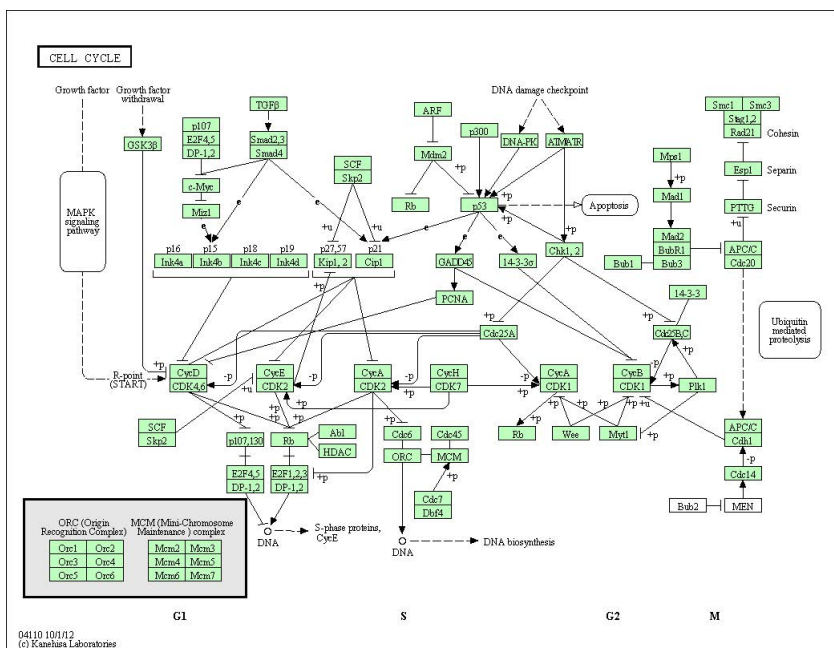 CELL CYCLE
Growth factor
Growth factor
withdrawal
TGFβ
ARF
DNA damage checkpoint
Smc1
Smc3
Stag1,2
Rad21
Cohesin
GSK3β
p107
E2F4,5
DP-1,2
Smad2,3
Smad4
p300
DNA-PK
ATM/ATR
Mdm2
+p
SCF
Skp2
Mps1
+p
Esp1
Separin
c-Myc
Miz1
e
e
+u
+u
Rb
p53
+p
+p
Apoptosis
Mad1
PTTG
Securin
+u
MAPK
signaling
pathway
e
e
e
+p
p16
p15
p18
p19
p27,57
p21
Ink4a
Ink4b
Ink4c
Ink4d
Kip1, 2
Cip1
+p
GADD45
14-3-3σ
Chk1, 2
Mad2
BubR1
Bub3
Bub1
APC/C
Cdc20
PCNA
14-3-3
+p
+p
Cdc25A
Cdc25B,C
Ubiquitin
mediated
proteolysis
R-point
(START)
+p
CycD
CDK4,6
-p
CycE
CDK2
+u
-p
CycA
CDK2
-p
CycH
CDK7
+p
+p
-p
CycA
CDK1
CycB
CDK1
-p
+p
+p
Plk1
SCF
Skp2
+p
+p
+p
+p
+p
+p
+p
+p
+u
+p
p107,130
Rb
Abl
HDAC
Cdc6
Cdc45
ORC
MCM
Rb
Wee
Myt1
APC/C
Cdh1
-p
E2F4,5
DP-1,2
E2F1,2,3
DP-1,2
+p
+p
Cdc7
Dbf4
Cdc14
Bub2
MEN
DNA
S-phase proteins,
CycE
DNA
DNA biosynthesis
ORC (Origin
Recognition Complex)
MCM (Mini-Chromosome
Maintenance ) complex
Orc1
Orc2
Mcm2
Mcm3
Orc3
Orc4
Mcm4
Mcm5
Orc5
Orc6
Mcm6
Mcm7
G1
S
G2
M
04110 10/1/12
(c) Kanehisa Laboratories